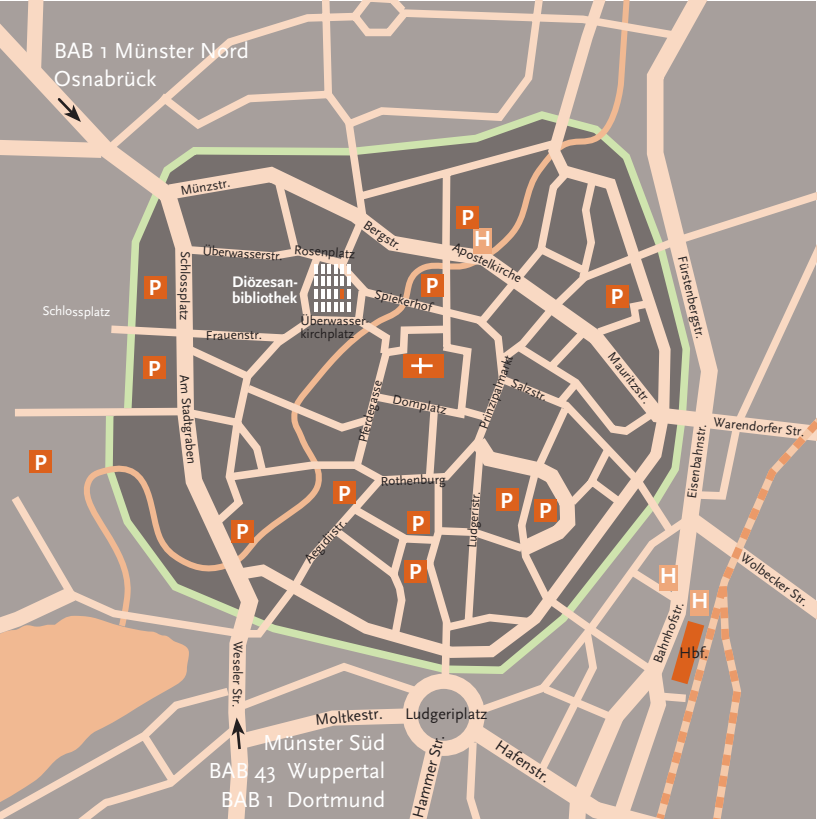 BAB 1 Münster Nord
Osnabrück
Münzstr.
P
H
Bergstr.
Apostelkirche
Überwasserstr.
Rosenplatz
Schlossplatz
Diözesan-
bibliothek
P
P
P
Spiekerhof
Fürstenbergstr.
Schlossplatz
Überwasser-
kirchplatz
Frauenstr.
P
Mauritzstr.
Principalmarkt
Salzstr.
Am Stadtgraben
Pferdegasse
Domplatz
Warendorfer Str.
P
Eisenbahnstr.
Rothenburg
P
P
P
Ludgeristr.
P
P
Aegidiistr.
P
H
H
Wolbecker Str.
Bahnhofstr.
Hbf.
Weseler Str.
Moltkestr.
Ludgeriplatz
Münster Süd
BAB 43 Wuppertal
BAB 1 Dortmund
Hammer Str.
Hafenstr.